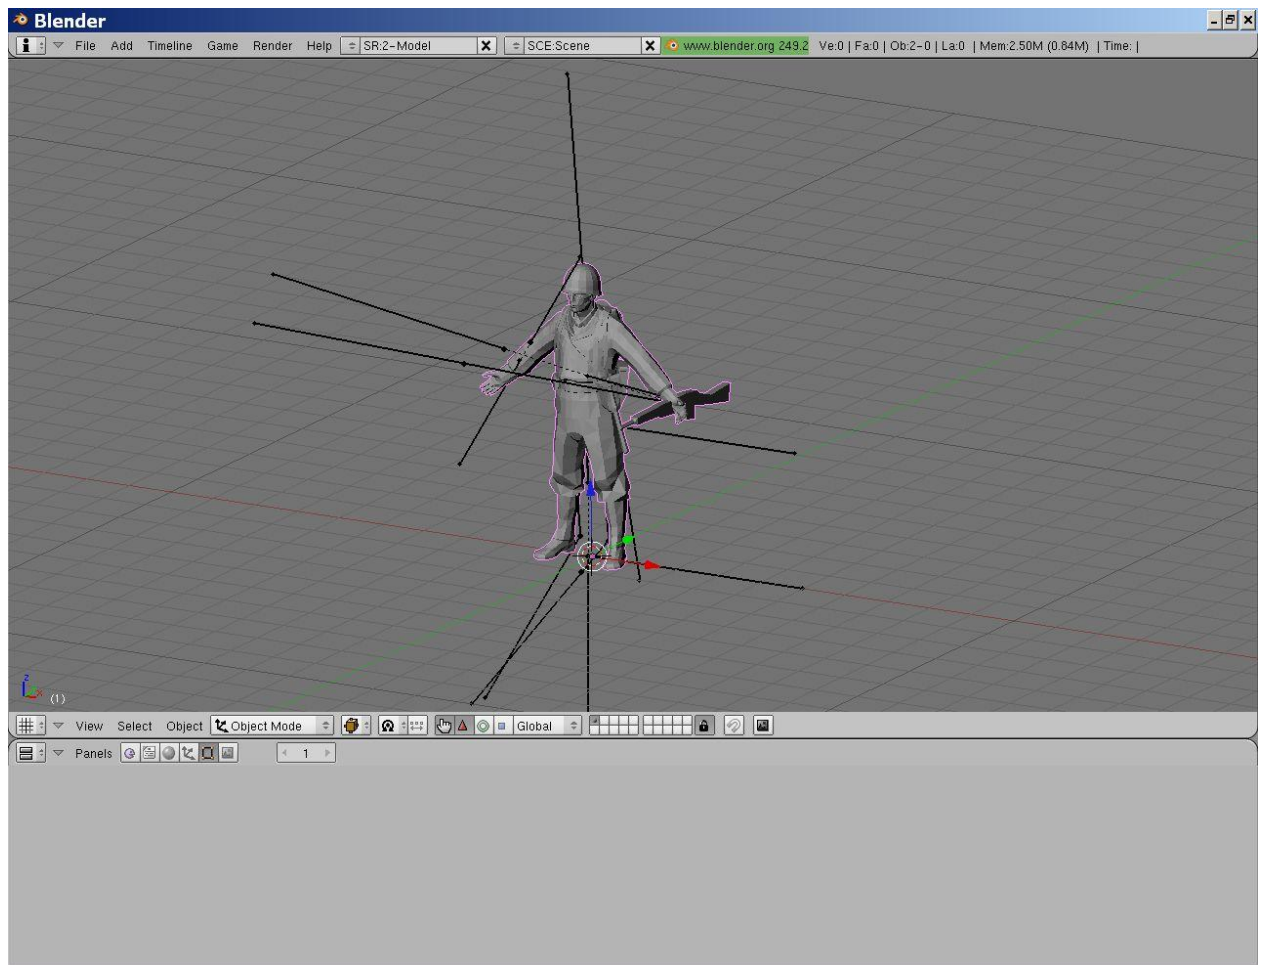 Blender
File Add Timeline Game Render Help SR:2-Model SCE:Scene www.blender.org 249.2 Ve:0 | Fa:0 | Ob:2-0 | La:0 | Mem:2.50M (0.84M) | Time: |
z
x
(1)
View Select Object Object Mode Global
Panels 1